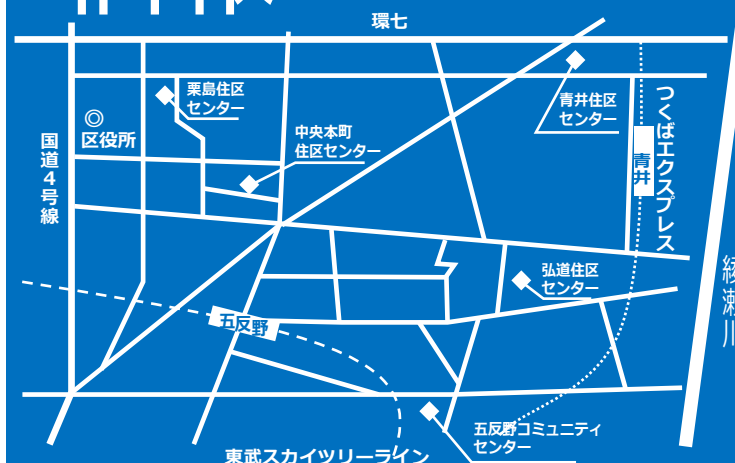 環七
栗島住区
センター
◎
区役所
中央本町
住区センター
青井住区
センター
つくばエクスプレス
青井
国道4号線
弘道住区
センター
綾瀬川
五反野
五反野コミュニティ
センター
東武スカイツリーライン